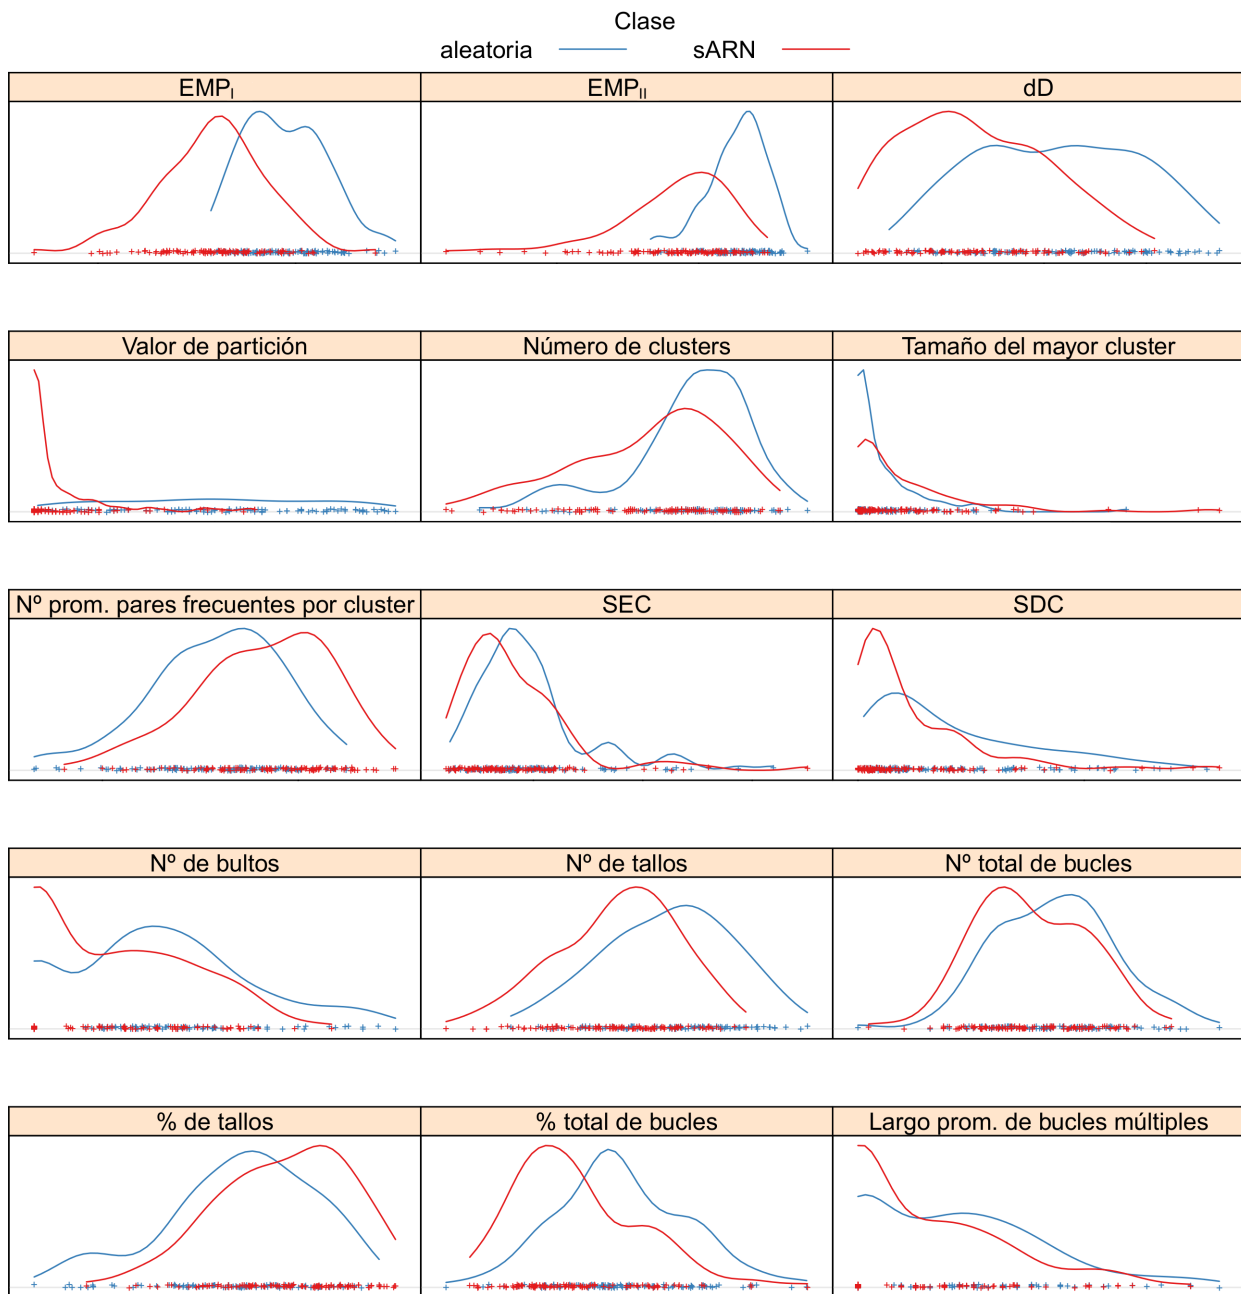 Clase
aleatoria sARN
EMP_I EMP_II dD
Valor de partición Número de clusters Tamaño del mayor cluster
Nº prom. pares frecuentes por cluster SEC SDC
Nº de bultos Nº de tallos Nº total de bucles
% de tallos % total de bucles Largo prom. de bucles múltiples